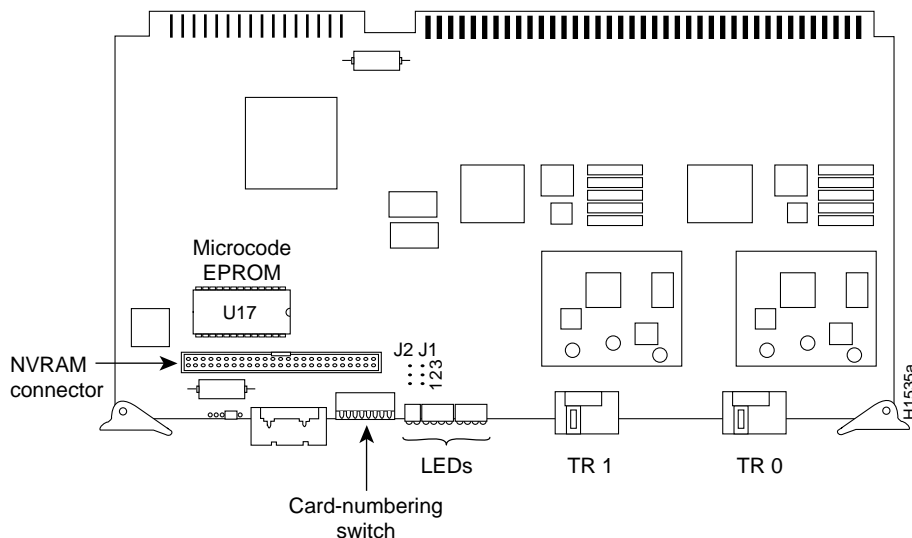 Microcode
EPROM
U17
J2 J1
123
NVRAM
connector
LEDs
TR 1
TR 0
Card-numbering
switch
H1535a